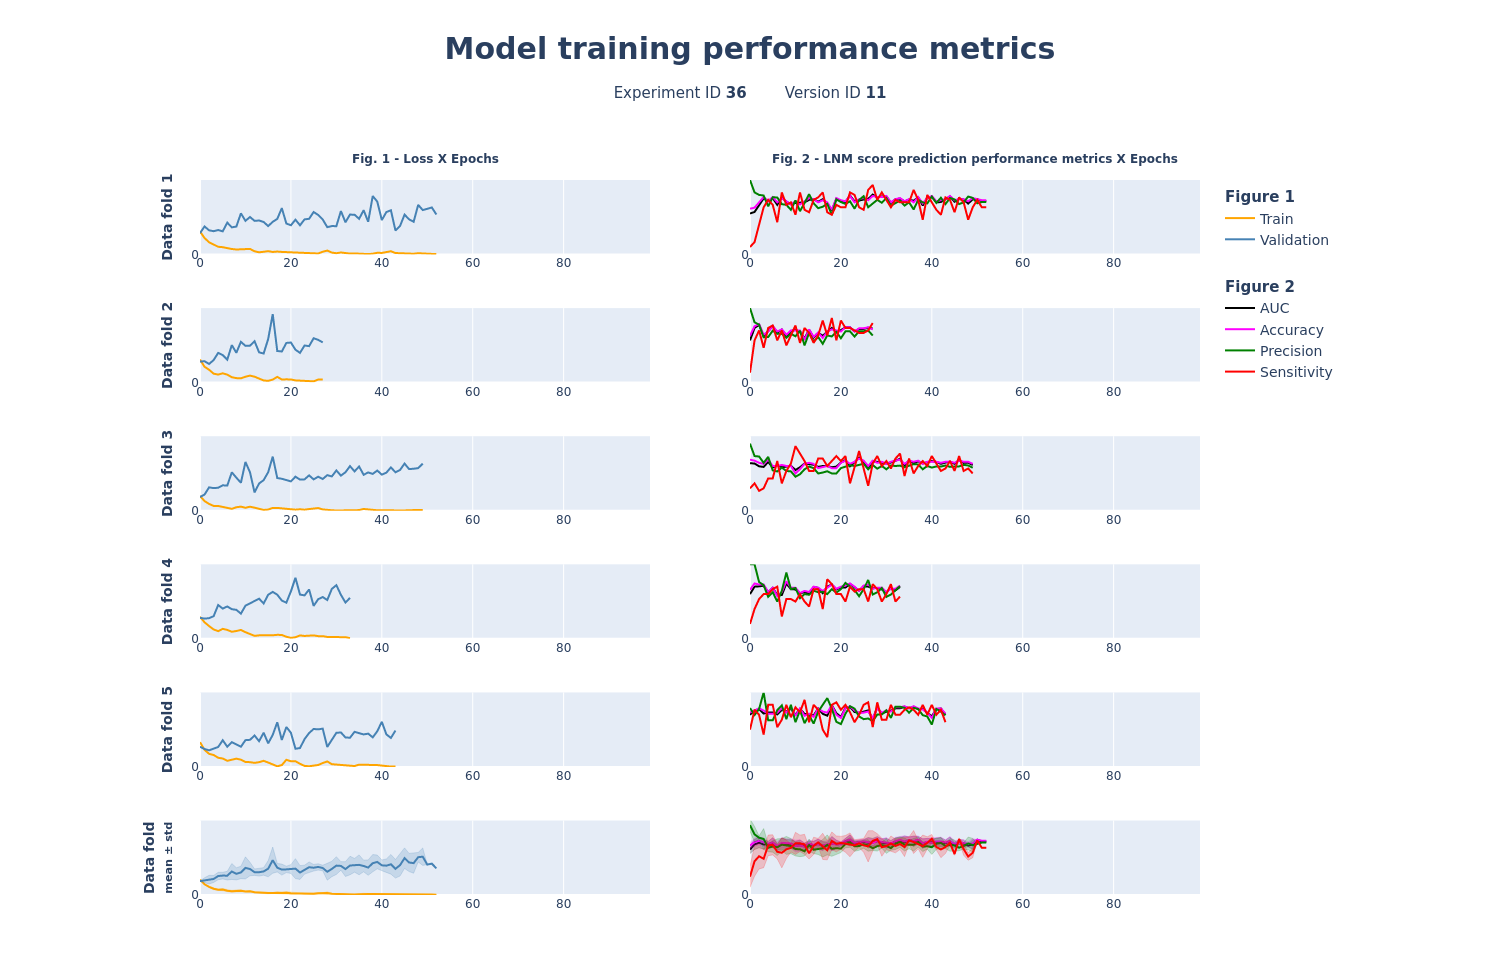 Model training performance metrics
Experiment ID 36 Version ID 11
Fig. 1 - Loss X Epochs
Fig. 2 - LNM score prediction performance metrics X Epochs
Data fold 1
0
0 20 40 60 80
0
0 20 40 60 80
Figure 1
Train
Validation
Figure 2
AUC
Accuracy
Precision
Sensitivity
Data fold 2
0
0 20 40 60 80
0
0 20 40 60 80
Data fold 3
0
0 20 40 60 80
0
0 20 40 60 80
Data fold 4
0
0 20 40 60 80
0
0 20 40 60 80
Data fold 5
0
0 20 40 60 80
0
0 20 40 60 80
Data fold
mean ± std
0
0 20 40 60 80
0
0 20 40 60 80